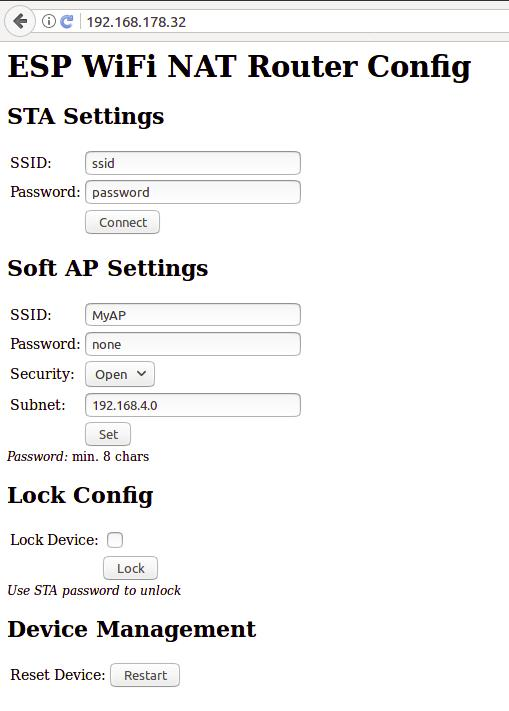 192.168.178.32
ESP WiFi NAT Router Config
STA Settings
SSID: ssid
Password: password
Connect
Soft AP Settings
SSID: MyAP
Password: none
Security: Open
Subnet: 192.168.4.0
Set
Password: min. 8 chars
Lock Config
Lock Device:
Lock
Use STA password to unlock
Device Management
Reset Device: Restart